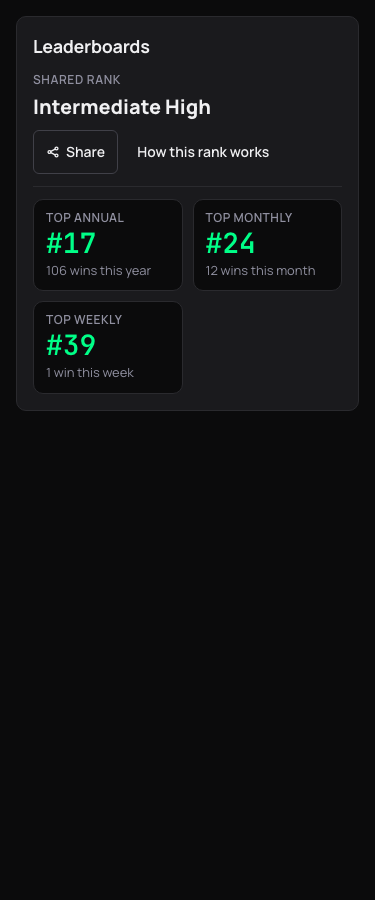 Leaderboards
SHARED RANK
Intermediate High
Share
How this rank works
TOP ANNUAL
#17
106 wins this year
TOP MONTHLY
#24
12 wins this month
TOP WEEKLY
#39
1 win this week